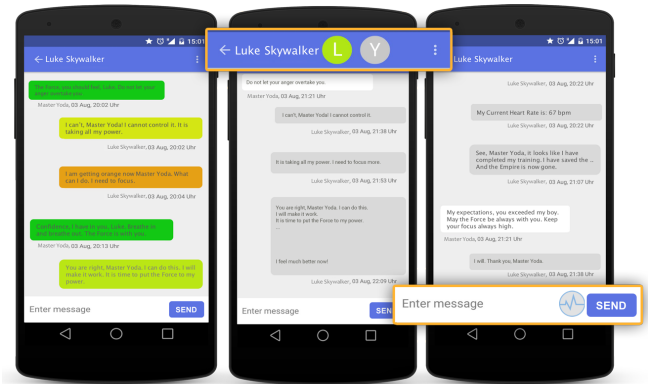 15:01
Luke Skywalker
The Force, you should feel, Luke. Do not let your
anger overtake you.
Master Yoda, 03 Aug, 20:02 Uhr
I can't, Master Yoda! I cannot control it. It is
taking all my power.
Luke Skywalker, 03 Aug, 20:02 Uhr
I am getting orange now Master Yoda. What
can I do. I need to focus.
Luke Skywalker, 03 Aug, 20:04 Uhr
Confidence, I have in you, Luke. Breathe in
and breathe out. The Force is with you.
Master Yoda, 03 Aug, 20:13 Uhr
You are right, Master Yoda. I can do this. I will
make it work. It is time to put the Force to my
power.
Enter message
SEND
Luke Skywalker L Y
Do not let your anger overtake you.
Master Yoda, 03 Aug, 21:21 Uhr
I can't, Master Yoda! I cannot control it.
Luke Skywalker, 03 Aug, 21:38 Uhr
It is taking all my power. I need to focus more.
Luke Skywalker, 03 Aug, 21:53 Uhr
You are right, Master Yoda. I can do this.
I will make it work.
It is time to put the Force to my power.
...
I feel much better now!
Luke Skywalker, 03 Aug, 22:09 Uhr
Enter message
SEN
15:01
Luke Skywalker
Luke Skywalker, 03 Aug, 20:22 Uhr
My Current Heart Rate is: 67 bpm
Luke Skywalker, 03 Aug, 20:22 Uhr
See, Master Yoda, it looks like I have
completed my training. I have saved the ...
And the Empire is now gone.
Luke Skywalker, 03 Aug, 21:07 Uhr
My expectations, you exceeded my boy.
May the Force be always with you. Keep
your focus always high.
Master Yoda, 03 Aug, 21:21 Uhr
I will. Thank you, Master Yoda.
Luke Skywalker, 03 Aug, 21:38 Uhr
Enter message
SEND